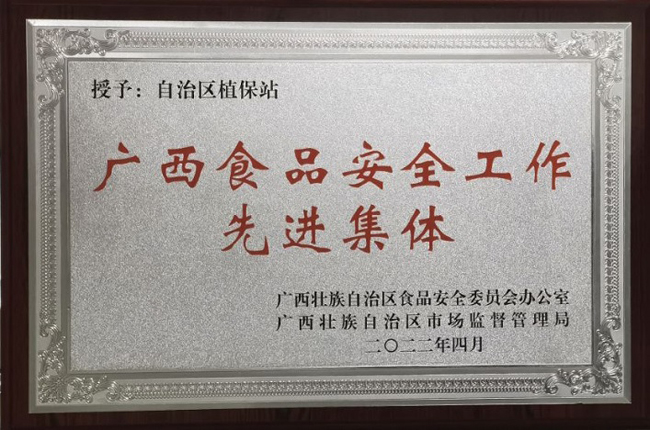 授予：自治区植保站
广西食品安全工作
先进集体
广西壮族自治区食品安全委员会办公室
广西壮族自治区市场监督管理局
二〇二二年四月